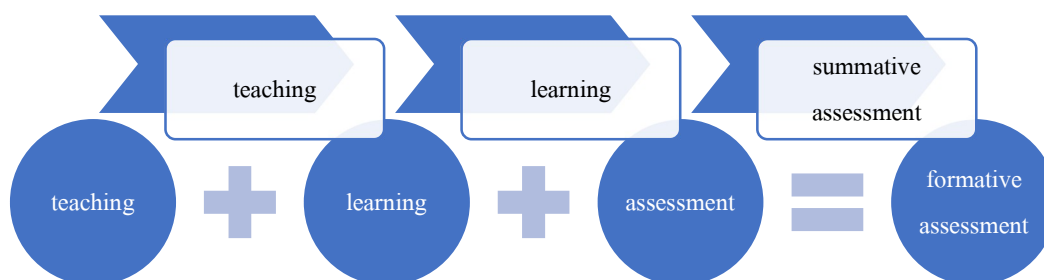 teaching
learning
summative
assessment
teaching
learning
assessment
formative
assessment